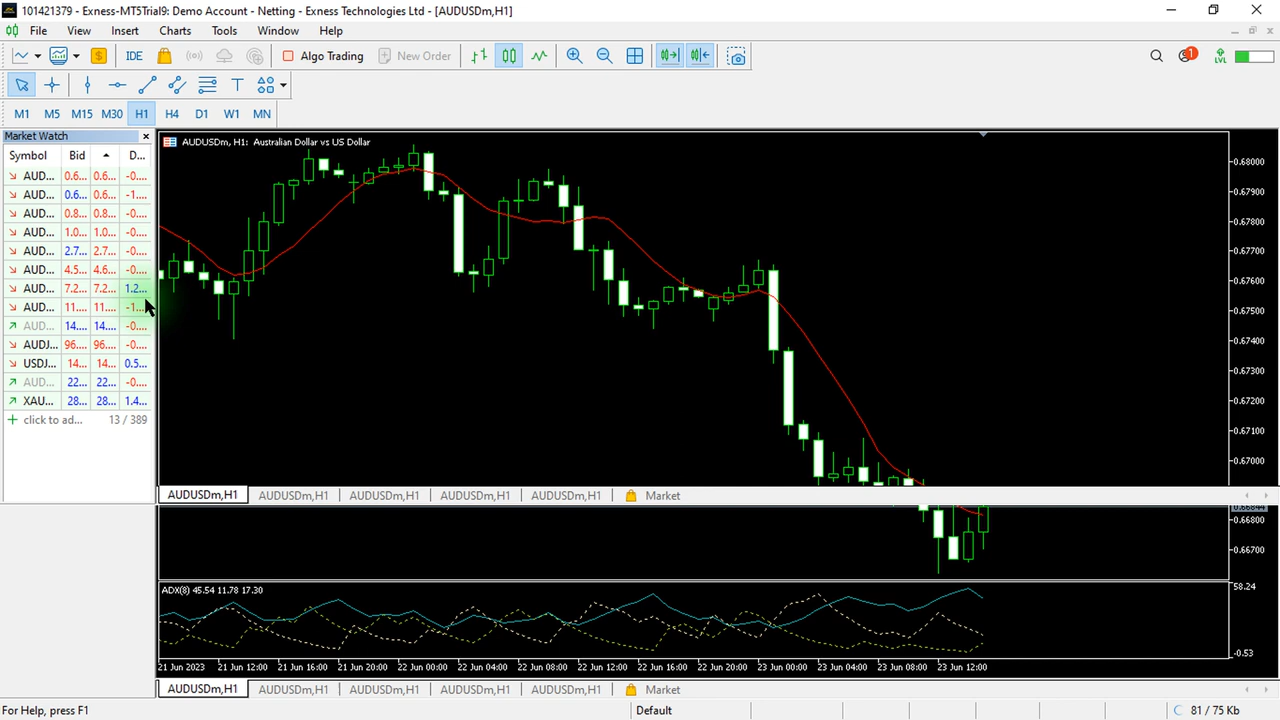 101421379 - Exness-MT5Trial9: Demo Account - Netting - Exness Technologies Ltd - [AUDUSDm,H1]
File View Insert Charts Tools Window Help
IDE Algo Trading New Order 1 LVL
M1 M5 M15 M30 H1 H4 D1 W1 MN
Market Watch
Symbol Bid D...
AUD... 0.6... 0.6... -0....
AUD... 0.6... 0.6... -1....
AUD... 0.8... 0.8... -0....
AUD... 1.0... 1.0... -0....
AUD... 2.7... 2.7... -0....
AUD... 4.5... 4.6... -0....
AUD... 7.2... 7.2... 1.2...
AUD... 11.... 11.... -1....
AUD... 14.... 14.... -0....
AUDJ... 96.... 96.... -0....
USDJ... 14... 14... 0.5...
AUD... 22... 22... -0....
XAU... 28... 28... 1.4...
click to ad... 13 / 389
AUDUSDm, H1: Australian Dollar vs US Dollar
0.68000
0.67900
0.67800
0.67700
0.67600
0.67500
0.67400
0.67300
0.67200
0.67100
0.67000
AUDUSDm,H1 AUDUSDm,H1 AUDUSDm,H1 AUDUSDm,H1 AUDUSDm,H1 Market
0.66844
0.66800
0.66700
ADX(8) 45.54 11.78 17.30
58.24
-0.53
21 Jun 2023 21 Jun 12:00 21 Jun 16:00 21 Jun 20:00 22 Jun 00:00 22 Jun 04:00 22 Jun 08:00 22 Jun 12:00 22 Jun 16:00 22 Jun 20:00 23 Jun 00:00 23 Jun 04:00 23 Jun 08:00 23 Jun 12:00
AUDUSDm,H1 AUDUSDm,H1 AUDUSDm,H1 AUDUSDm,H1 AUDUSDm,H1 Market
For Help, press F1 Default 81 / 75 Kb